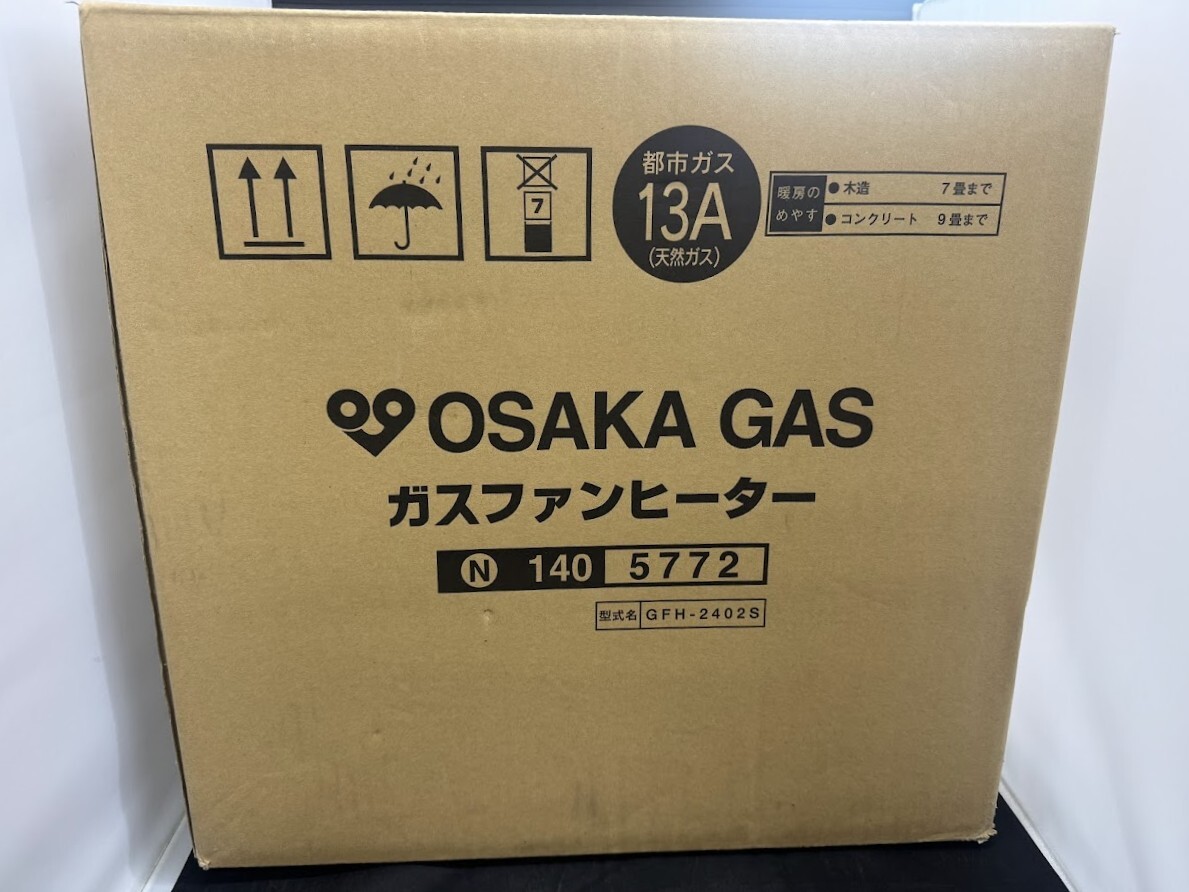 7
都市ガス
13A
(天然ガス)
暖房の
めやす
●木造 7畳まで
●コンクリート 9畳まで
OSAKA GAS
ガスファンヒーター
N 140 5772
型式名 GFH-2402S